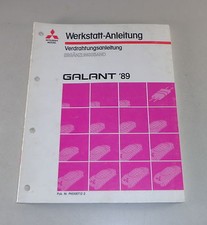 Werkstatt-Anleitung
Verdrahtungsanleitung
GALANT '89